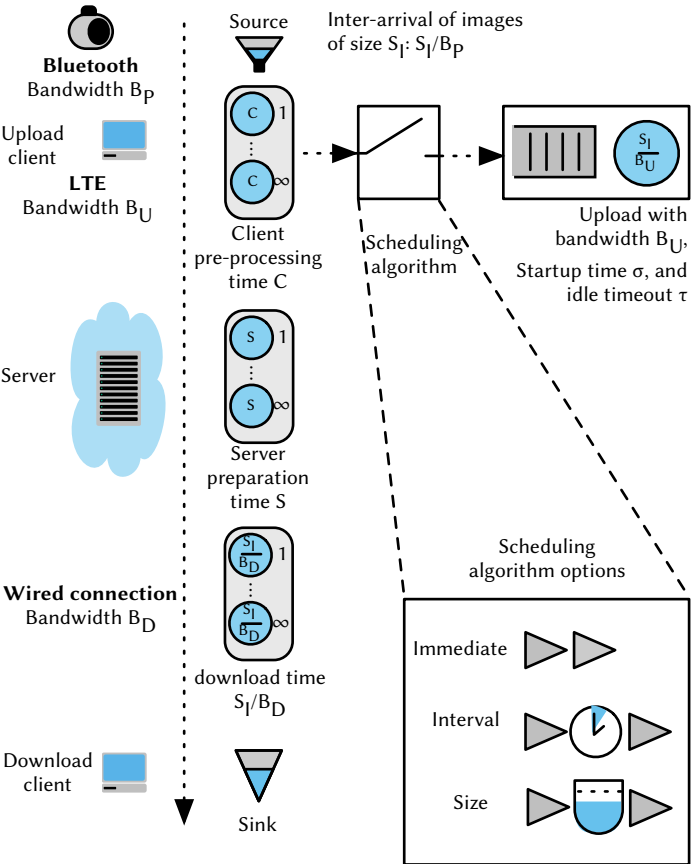 Source
Inter-arrival of images
of size S_I: S_I/B_P
Bluetooth
Bandwidth B_P
Upload
client
LTE
Bandwidth B_U
C 1
⋮
C ∞
Client
pre-processing
time C
Scheduling
algorithm
S_I
B_U
Upload with
bandwidth B_U,
Startup time σ, and
idle timeout τ
Server
S 1
⋮
S ∞
Server
preparation
time S
Wired connection
Bandwidth B_D
S_I
B_D
1
⋮
S_I
B_D
∞
download time
S_I/B_D
Download
client
Sink
Scheduling
algorithm options
Immediate
Interval
Size